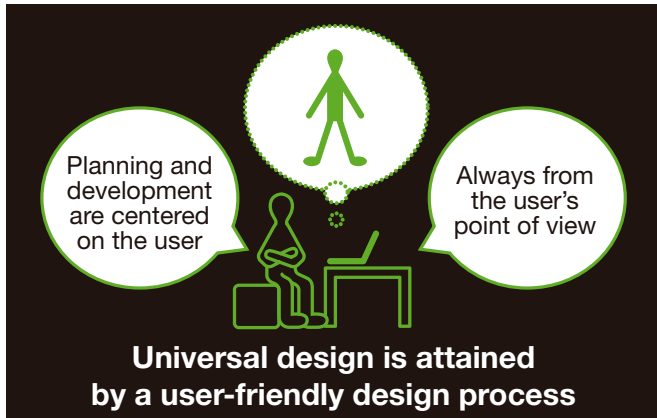 Planning and
development
are centered
on the user
Always from
the user's
point of view
Universal design is attained
by a user-friendly design process